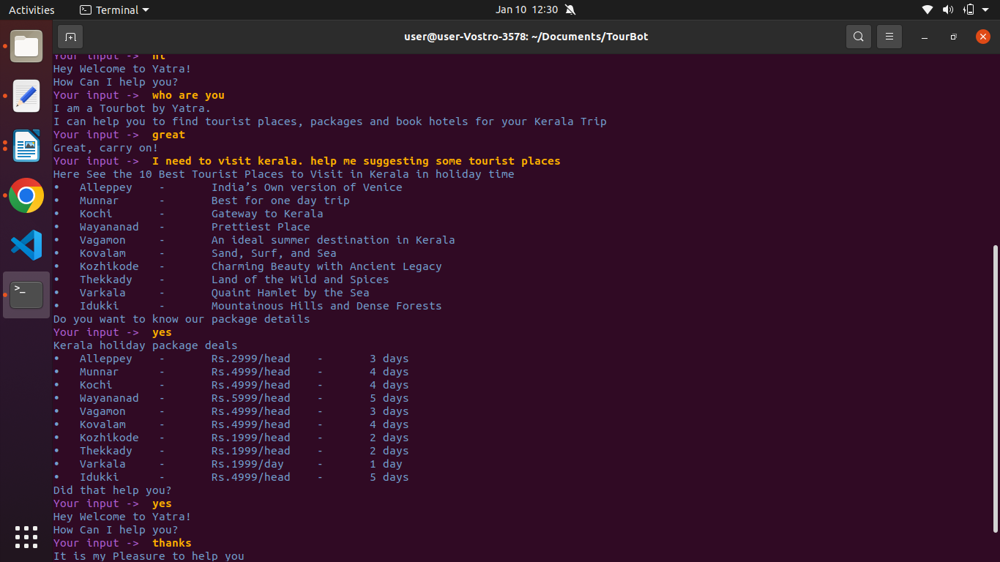 Activities Terminal Jan 10 12:30
user@user-Vostro-3578: ~/Documents/TourBot
Your input -> hi
Hey Welcome to Yatra!
How Can I help you?
Your input -> who are you
I am a Tourbot by Yatra.
I can help you to find tourist places, packages and book hotels for your Kerala Trip
Your input -> great
Great, carry on!
Your input -> I need to visit kerala. help me suggesting some tourist places
Here See the 10 Best Tourist Places to Visit in Kerala in holiday time
• Alleppey - India’s Own version of Venice
• Munnar - Best for one day trip
• Kochi - Gateway to Kerala
• Wayananad - Prettiest Place
• Vagamon - An ideal summer destination in Kerala
• Kovalam - Sand, Surf, and Sea
• Kozhikode - Charming Beauty with Ancient Legacy
• Thekkady - Land of the Wild and Spices
• Varkala - Quaint Hamlet by the Sea
• Idukki - Mountainous Hills and Dense Forests
Do you want to know our package details
Your input -> yes
Kerala holiday package deals
• Alleppey - Rs.2999/head - 3 days
• Munnar - Rs.4999/head - 4 days
• Kochi - Rs.4999/head - 4 days
• Wayananad - Rs.5999/head - 5 days
• Vagamon - Rs.4999/head - 3 days
• Kovalam - Rs.4999/head - 4 days
• Kozhikode - Rs.1999/head - 2 days
• Thekkady - Rs.1999/head - 2 days
• Varkala - Rs.1999/day - 1 day
• Idukki - Rs.4999/head - 5 days
Did that help you?
Your input -> yes
Hey Welcome to Yatra!
How Can I help you?
Your input -> thanks
It is my Pleasure to help you